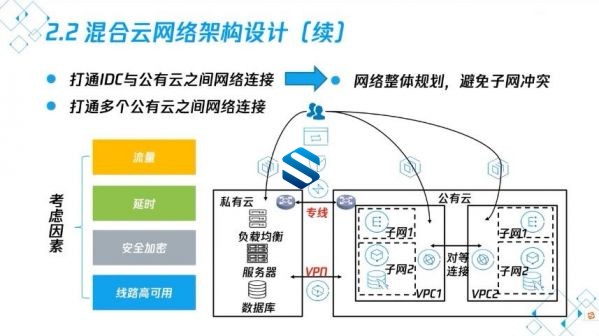 2.2 混合云网络架构设计（续）
● 打通IDC与公有云之间网络连接
● 网络整体规划，避免子网冲突
● 打通多个公有云之间网络连接
考虑因素
流量
延时
安全加密
线路高可用
私有云
负载均衡
服务器
数据库
专线
VPN
公有云
子网1
子网2
VPC1
对等
连接
子网1
子网2
VPC2